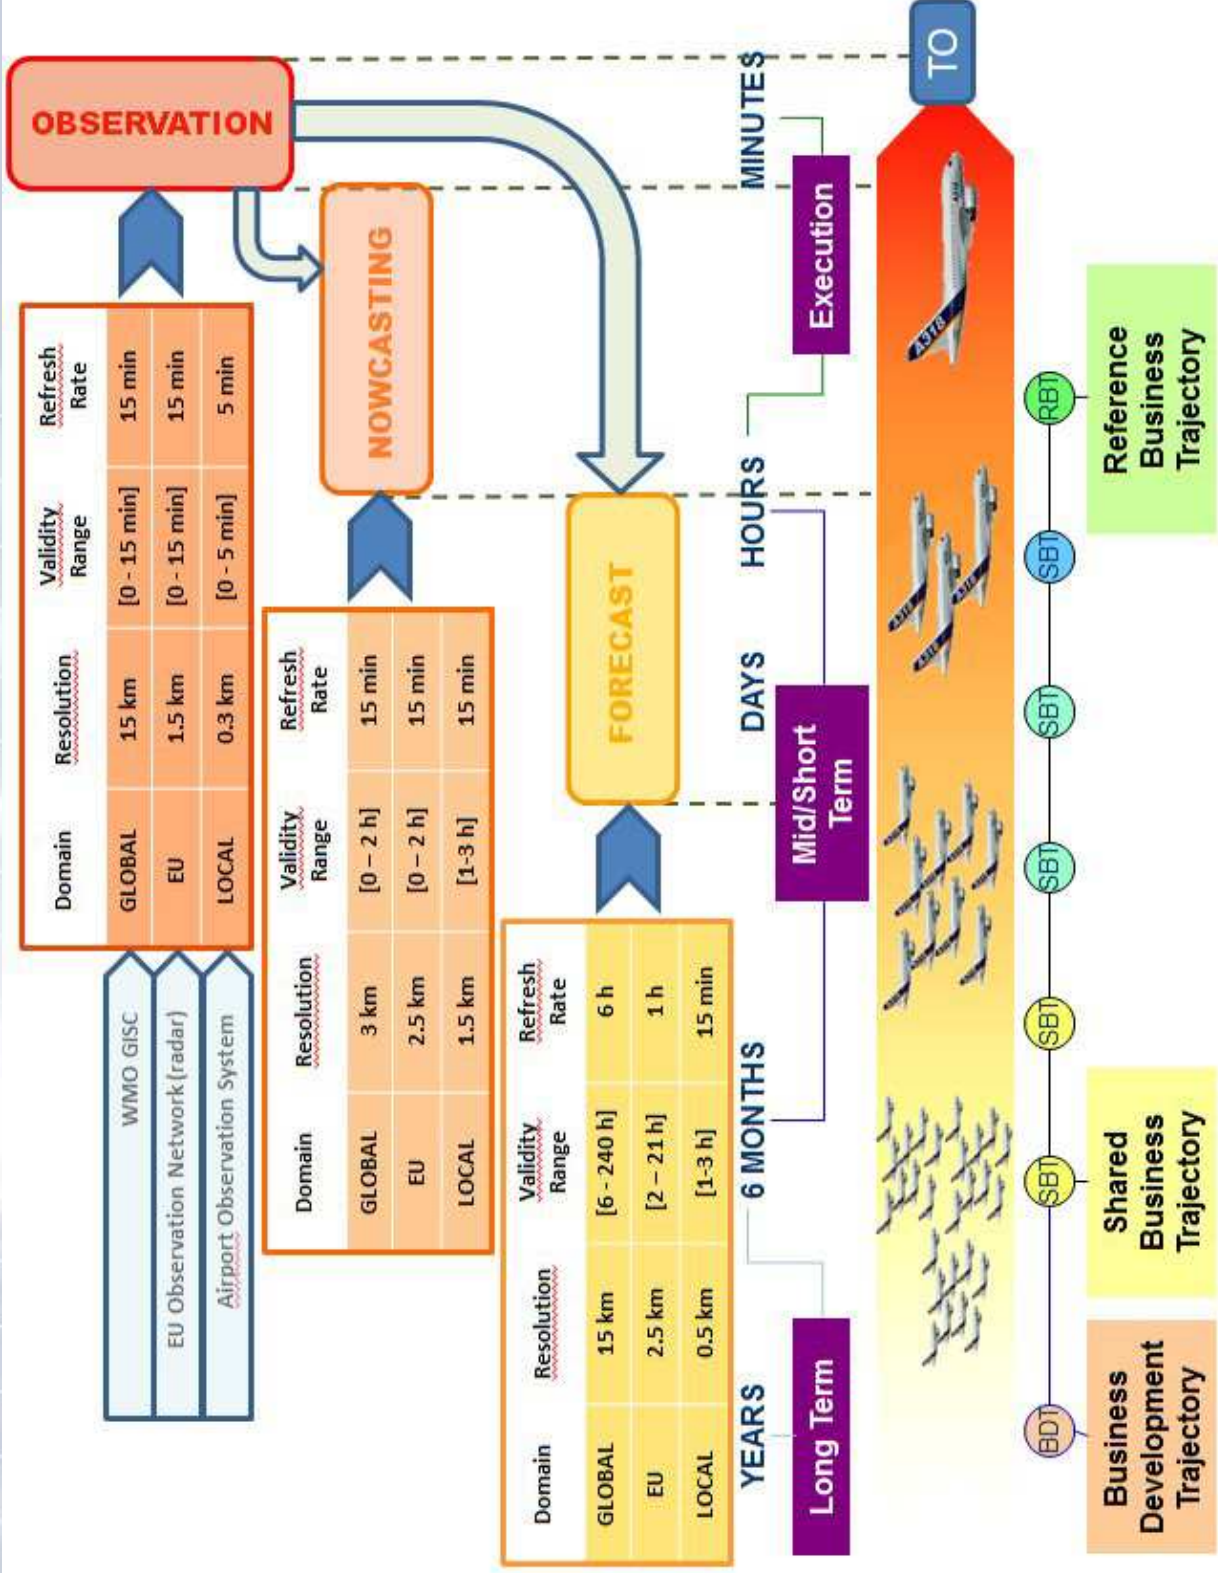 WMO GISC
EU Observation Network (radar)
Airport Observation System
Domain Resolution Validity Range Refresh Rate
GLOBAL 15 km [0 - 15 min] 15 min
EU 1.5 km [0 - 15 min] 15 min
LOCAL 0.3 km [0 - 5 min] 5 min
OBSERVATION
Domain Resolution Validity Range Refresh Rate
GLOBAL 3 km [0 – 2 h] 15 min
EU 2.5 km [0 – 2 h] 15 min
LOCAL 1.5 km [1-3 h] 15 min
NOWCASTING
Domain Resolution Validity Range Refresh Rate
GLOBAL 15 km [6 - 240 h] 6 h
EU 2.5 km [2 – 21 h] 1 h
LOCAL 0.5 km [1-3 h] 15 min
FORECAST
YEARS 6 MONTHS DAYS HOURS MINUTES
Long Term
Mid/Short
Term
Execution
TO
A318
A318
A318
A318
BDT SBT SBT SBT SBT SBT RBT
Business
Development
Trajectory
Shared
Business
Trajectory
Reference
Business
Trajectory